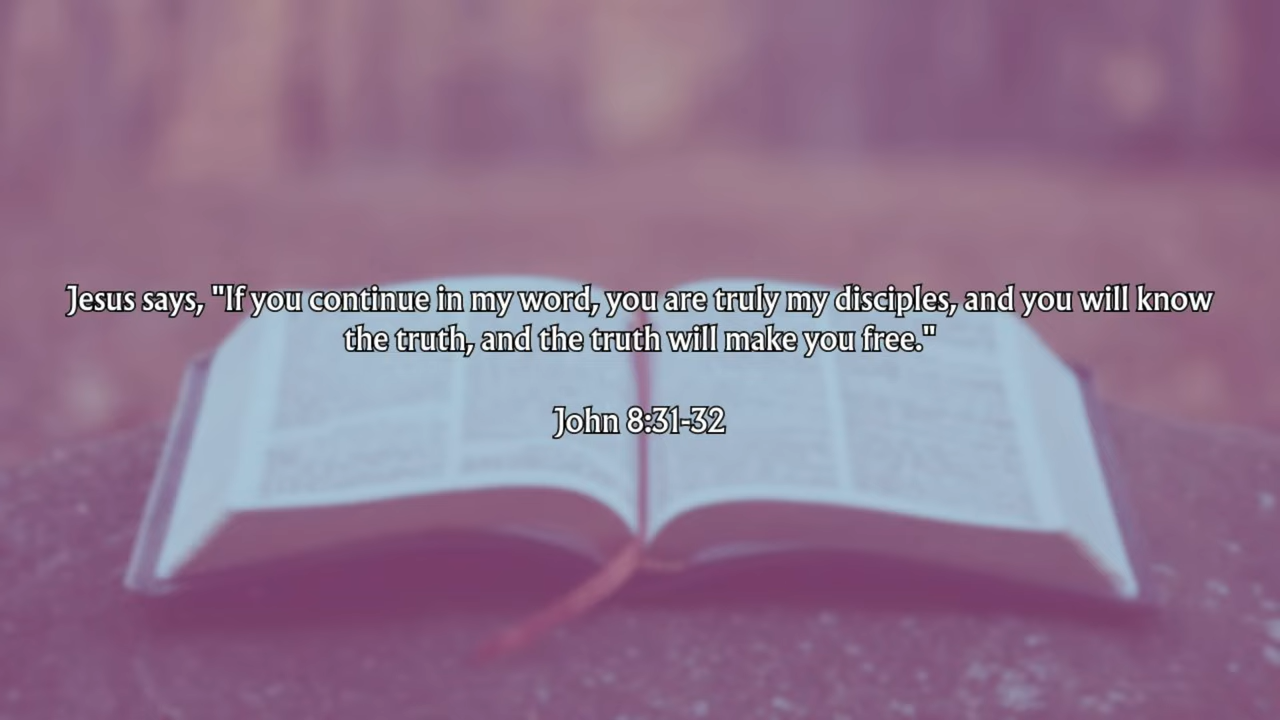 Jesus says, "If you continue in my word, you are truly my disciples, and you will know
the truth, and the truth will make you free."
John 8:31-32